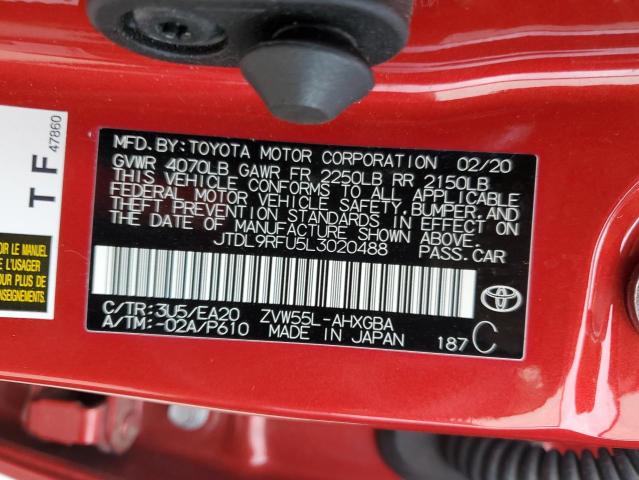 MFD. BY: TOYOTA MOTOR CORPORATION 02/20
GVWR 4070LB GAWR FR 2250LB RR 2150LB
THIS VEHICLE CONFORMS TO ALL APPLICABLE
FEDERAL MOTOR VEHICLE SAFETY, BUMPER, AND
THEFT PREVENTION STANDARDS IN EFFECT ON
THE DATE OF MANUFACTURE SHOWN ABOVE.
JTDL9RFU5L3020488 PASS. CAR
C/TR: 3U5/EA20 ZVW55L-AHXGBA
A/TM: -02A/P610 MADE IN JAPAN 187 C
T F
47860
LE MANUEL
L'USAGER
POUR PLUS